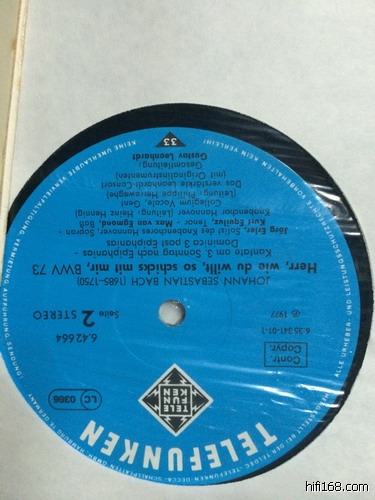 TELEFUNKEN
TELE
FUN
KEN
LC 0366
Contr.
Copyr.
6.35341-01-1
℗ 1977
6.42664
Seite 2 STEREO
JOHANN SEBASTIAN BACH (1685-1750)
Herr, wie du willt, so schicks mit mir, BWV 73
Kantate am 3. Sonntag nach Epiphanias -
Dominica 3 post Epiphanias
Jörg Erler, Solist des Knabenchores Hannover - Sopran -
Kurt Equiluz, Tenor - Max van Egmond, Baß
Knabenchor Hannover (Leitung: Heinz Hennig)
Collegium Vocale, Gent
(Leitung: Philippe Herreweghe)
Das verstärkte Leonhardt-Consort
(mit Originalinstrumenten)
Gesamtleitung:
Gustav Leonhardt
33
hifi168.com